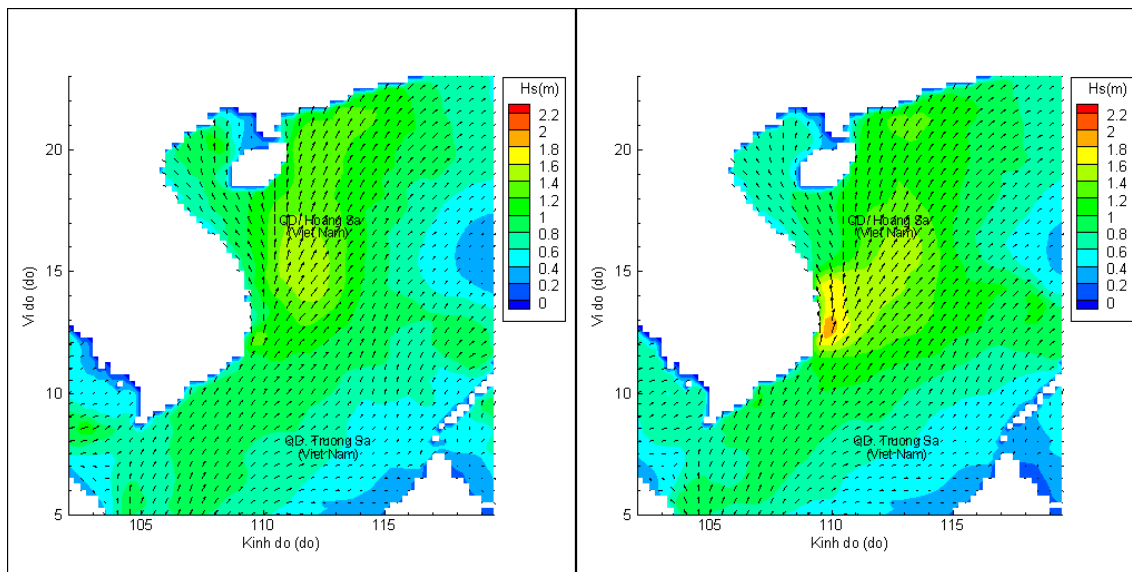 Hs(m)
2.2
2
1.8
1.6
1.4
1.2
1
0.8
0.6
0.4
0.2
0
20
15
10
5
Vi do (do)
QD/ Hoang Sa
(Viet Nam)
QD. Truong Sa
(Viet Nam)
105
110
115
Kinh do (do)
Hs(m)
2.2
2
1.8
1.6
1.4
1.2
1
0.8
0.6
0.4
0.2
0
20
15
10
5
Vi do (do)
QD/ Hoang Sa
(Viet Nam)
QD. Truong Sa
(Viet Nam)
105
110
115
Kinh do (do)